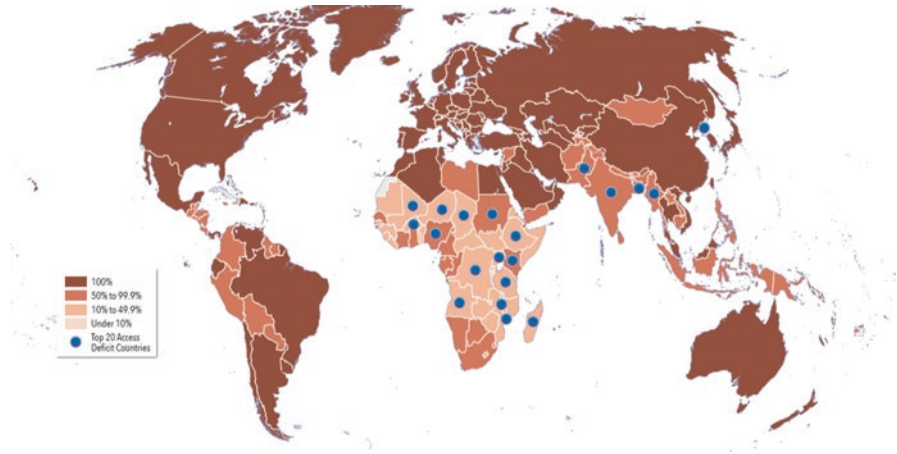 100%
50% to 99.9%
10% to 49.9%
Under 10%
Top 20 Access
Deficit Countries